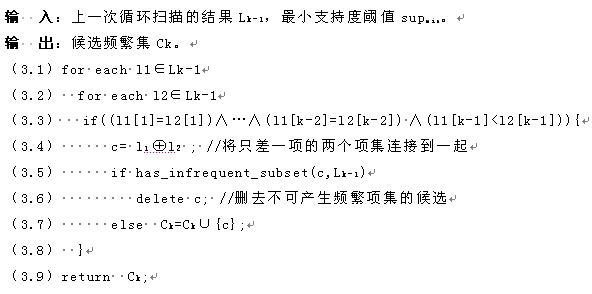 输 入：上一次循环扫描的结果 Lk-1，最小支持度阈值 supmin。
输 出：候选频繁集 Ck。
（3.1）for each l1∈Lk-1
（3.2） for each l2∈Lk-1
（3.3） if((l1[1]=l2[1])∧…∧(l1[k-2]=l2[k-2])∧(l1[k-1]<l2[k-1])){
（3.4） c= l1⊕l2 ; //将只差一项的两个项集连接到一起
（3.5） if has_infrequent_subset(c,Lk-1)
（3.6） delete c; //删去不可产生频繁项集的候选
（3.7） else Ck=Ck∪{c};
（3.8） }
（3.9）return Ck;